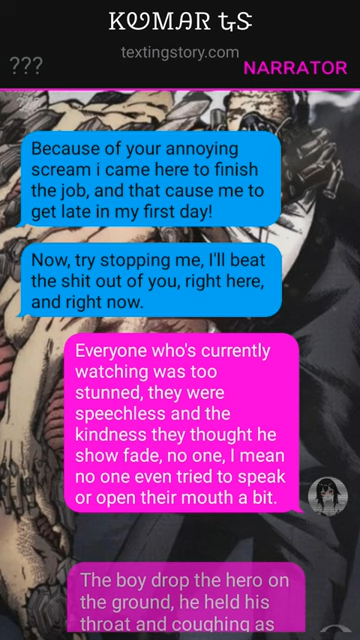 KUMAR GS
textingstory.com
???
NARRATOR
Because of your annoying
scream i came here to finish
the job, and that cause me to
get late in my first day!
Now, try stopping me, I'll beat
the shit out of you, right here,
and right now.
Everyone who's currently
watching was too
stunned, they were
speechless and the
kindness they thought he
show fade, no one, I mean
no one even tried to speak
or open their mouth a bit.
The boy drop the hero on
the ground, he held his
throat and coughing as